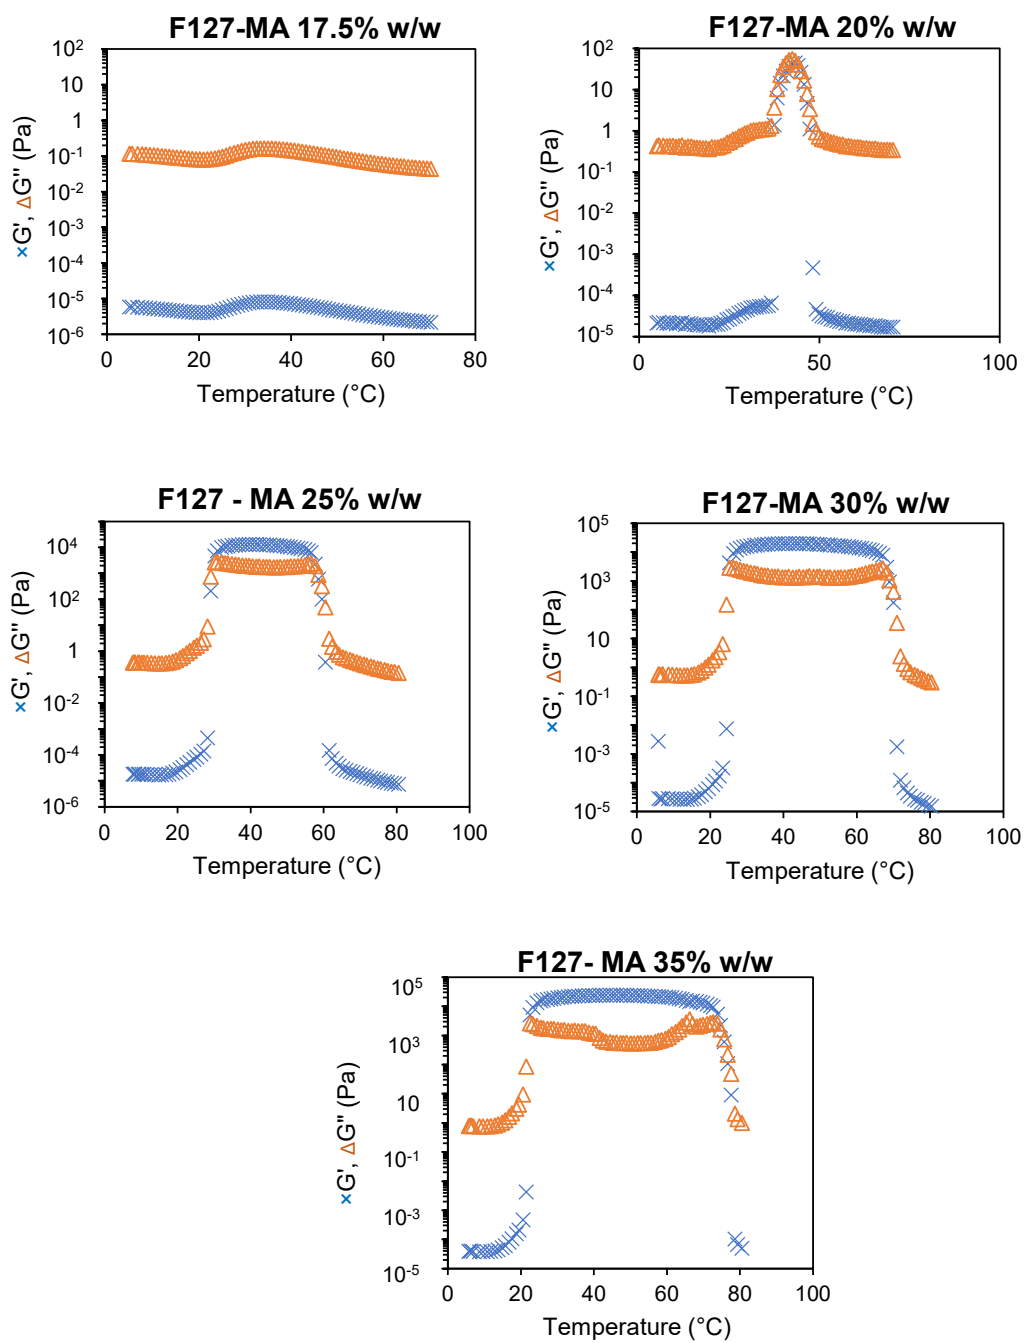 F127-MA 17.5% w/w
10²
10
1
10⁻¹
10⁻²
10⁻³
10⁻⁴
10⁻⁵
10⁻⁶
×G', ΔG'' (Pa)
0 20 40 60 80
Temperature (°C)
F127-MA 20% w/w
10²
10
1
10⁻¹
10⁻²
10⁻³
10⁻⁴
10⁻⁵
×G', ΔG'' (Pa)
0 50 100
Temperature (°C)
F127 - MA 25% w/w
10⁴
10²
1
10⁻²
10⁻⁴
10⁻⁶
×G', ΔG'' (Pa)
0 20 40 60 80 100
Temperature (°C)
F127-MA 30% w/w
10⁵
10³
10
10⁻¹
10⁻³
10⁻⁵
×G', ΔG'' (Pa)
0 20 40 60 80 100
Temperature (°C)
F127- MA 35% w/w
10⁵
10³
10
10⁻¹
10⁻³
10⁻⁵
×G', ΔG'' (Pa)
0 20 40 60 80 100
Temperature (°C)